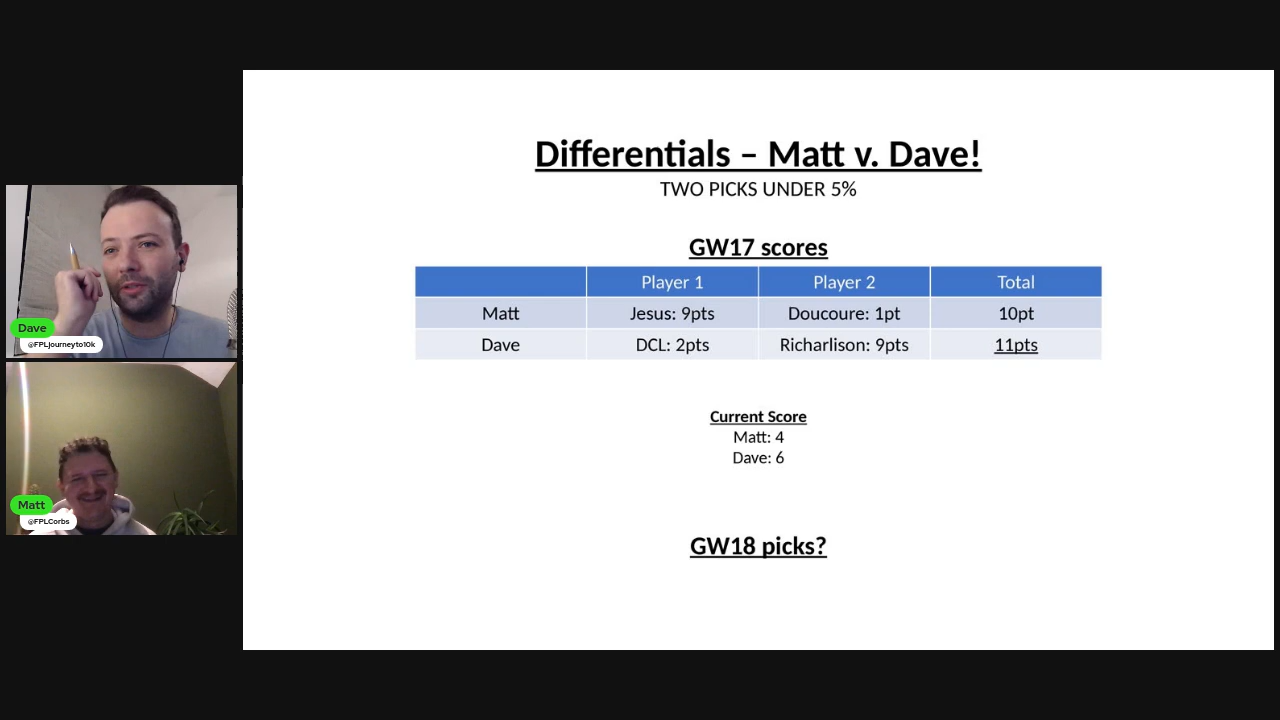 Differentials – Matt v. Dave!
TWO PICKS UNDER 5%
GW17 scores
Player 1 Player 2 Total
Matt Jesus: 9pts Doucoure: 1pt 10pt
Dave DCL: 2pts Richarlison: 9pts 11pts
Current Score
Matt: 4
Dave: 6
GW18 picks?
Dave
@FPLjourneyto10k
Matt
@FPLCorbs